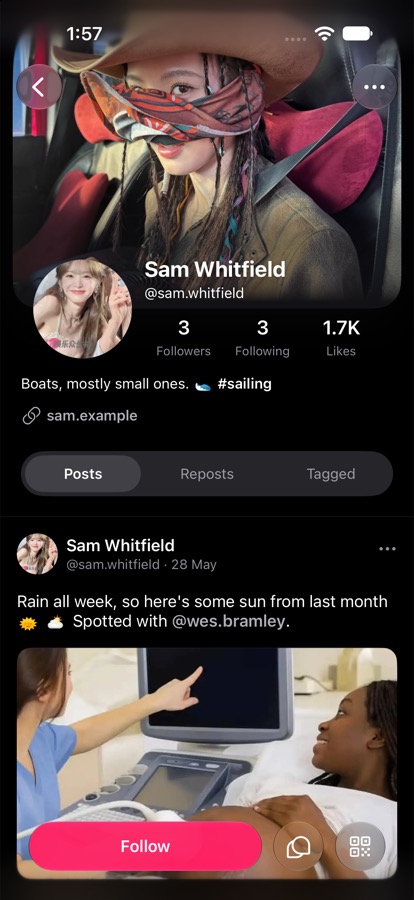 1:57
Sam Whitfield
@sam.whitfield
3
3
1.7K
Followers
Following
Likes
Boats, mostly small ones. #sailing
sam.example
Posts
Reposts
Tagged
Sam Whitfield
@sam.whitfield · 28 May
Rain all week, so here's some sun from last month
🌞 🌥️ Spotted with @wes.bramley.
Follow